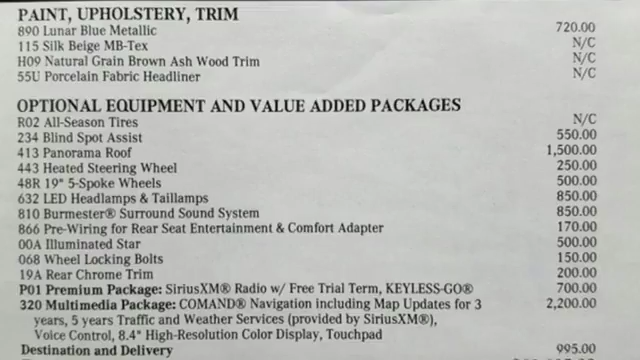 PAINT, UPHOLSTERY, TRIM
890 Lunar Blue Metallic 720.00
115 Silk Beige MB-Tex N/C
H09 Natural Grain Brown Ash Wood Trim N/C
55U Porcelain Fabric Headliner N/C
OPTIONAL EQUIPMENT AND VALUE ADDED PACKAGES
R02 All-Season Tires N/C
234 Blind Spot Assist 550.00
413 Panorama Roof 1,500.00
443 Heated Steering Wheel 250.00
48R 19" 5-Spoke Wheels 500.00
632 LED Headlamps & Taillamps 850.00
810 Burmester® Surround Sound System 850.00
866 Pre-Wiring for Rear Seat Entertainment & Comfort Adapter 170.00
00A Illuminated Star 500.00
068 Wheel Locking Bolts 150.00
19A Rear Chrome Trim 200.00
P01 Premium Package: SiriusXM® Radio w/ Free Trial Term, KEYLESS-GO® 700.00
320 Multimedia Package: COMAND® Navigation including Map Updates for 3 2,200.00
years, 5 years Traffic and Weather Services (provided by SiriusXM®),
Voice Control, 8.4" High-Resolution Color Display, Touchpad
Destination and Delivery 995.00